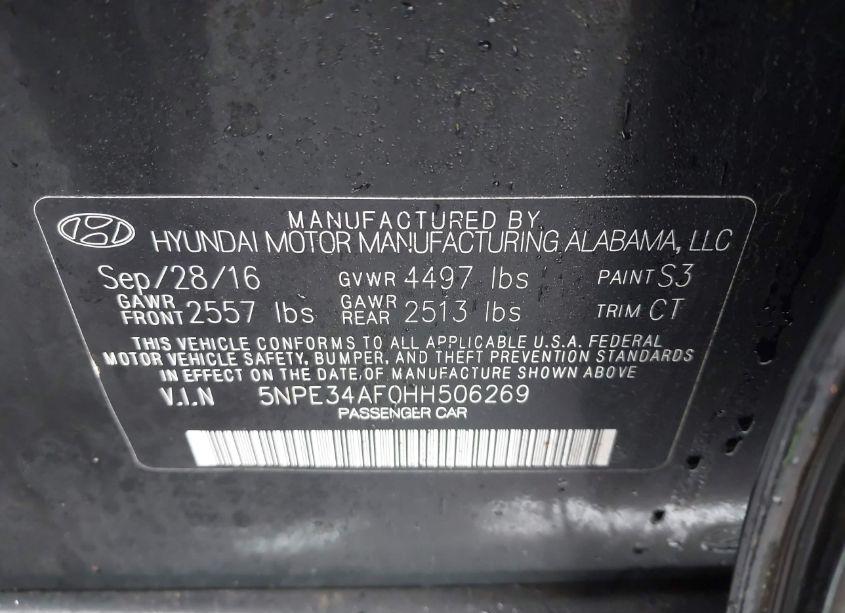 MANUFACTURED BY
HYUNDAI MOTOR MANUFACTURING ALABAMA, LLC
Sep/28/16 GVWR 4497 lbs PAINT S3
GAWR FRONT 2557 lbs GAWR REAR 2513 lbs TRIM CT
THIS VEHICLE CONFORMS TO ALL APPLICABLE U.S.A. FEDERAL
MOTOR VEHICLE SAFETY, BUMPER, AND THEFT PREVENTION STANDARDS
IN EFFECT ON THE DATE OF MANUFACTURE SHOWN ABOVE
V.I.N 5NPE34AF0HH506269
PASSENGER CAR